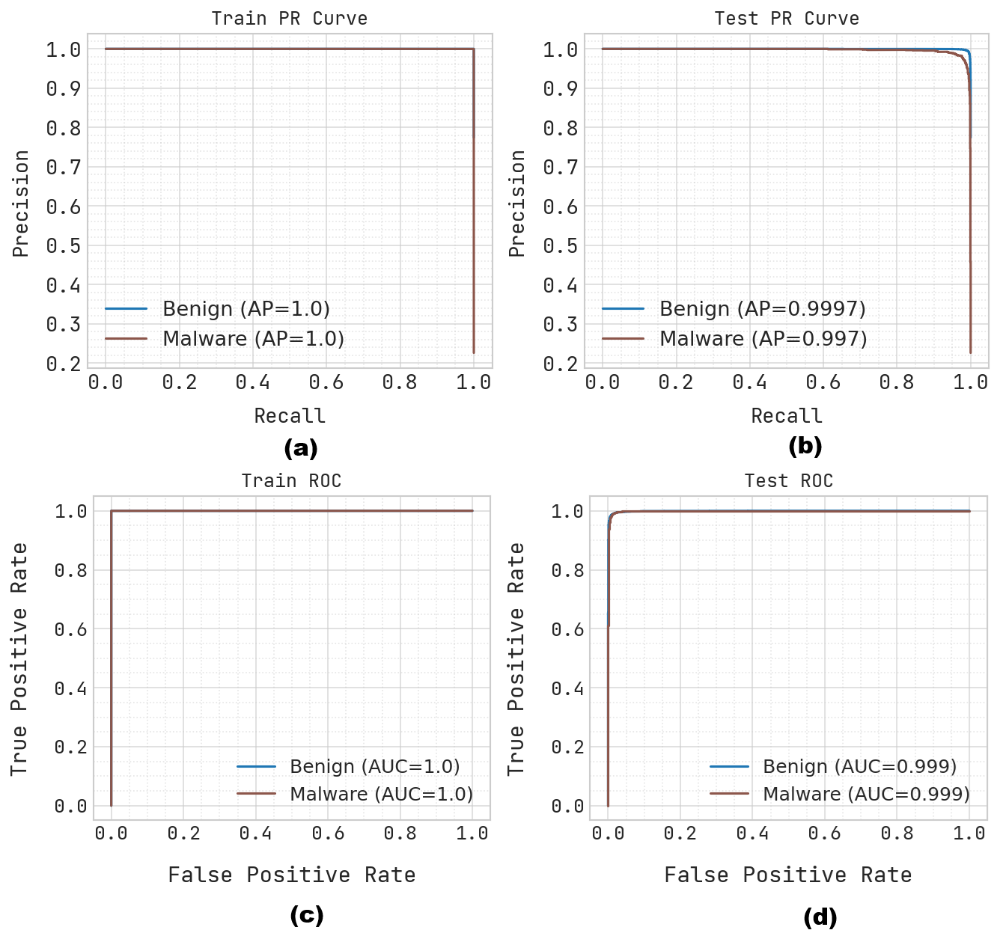 Train PR Curve
Precision
1.0
0.9
0.8
0.7
0.6
0.5
0.4
0.3
0.2
Benign (AP=1.0)
Malware (AP=1.0)
0.0 0.2 0.4 0.6 0.8 1.0
Recall
(a)
Test PR Curve
Precision
1.0
0.9
0.8
0.7
0.6
0.5
0.4
0.3
0.2
Benign (AP=0.9997)
Malware (AP=0.997)
0.0 0.2 0.4 0.6 0.8 1.0
Recall
(b)
Train ROC
True Positive Rate
1.0
0.8
0.6
0.4
0.2
0.0
Benign (AUC=1.0)
Malware (AUC=1.0)
0.0 0.2 0.4 0.6 0.8 1.0
False Positive Rate
(c)
Test ROC
True Positive Rate
1.0
0.8
0.6
0.4
0.2
0.0
Benign (AUC=0.999)
Malware (AUC=0.999)
0.0 0.2 0.4 0.6 0.8 1.0
False Positive Rate
(d)